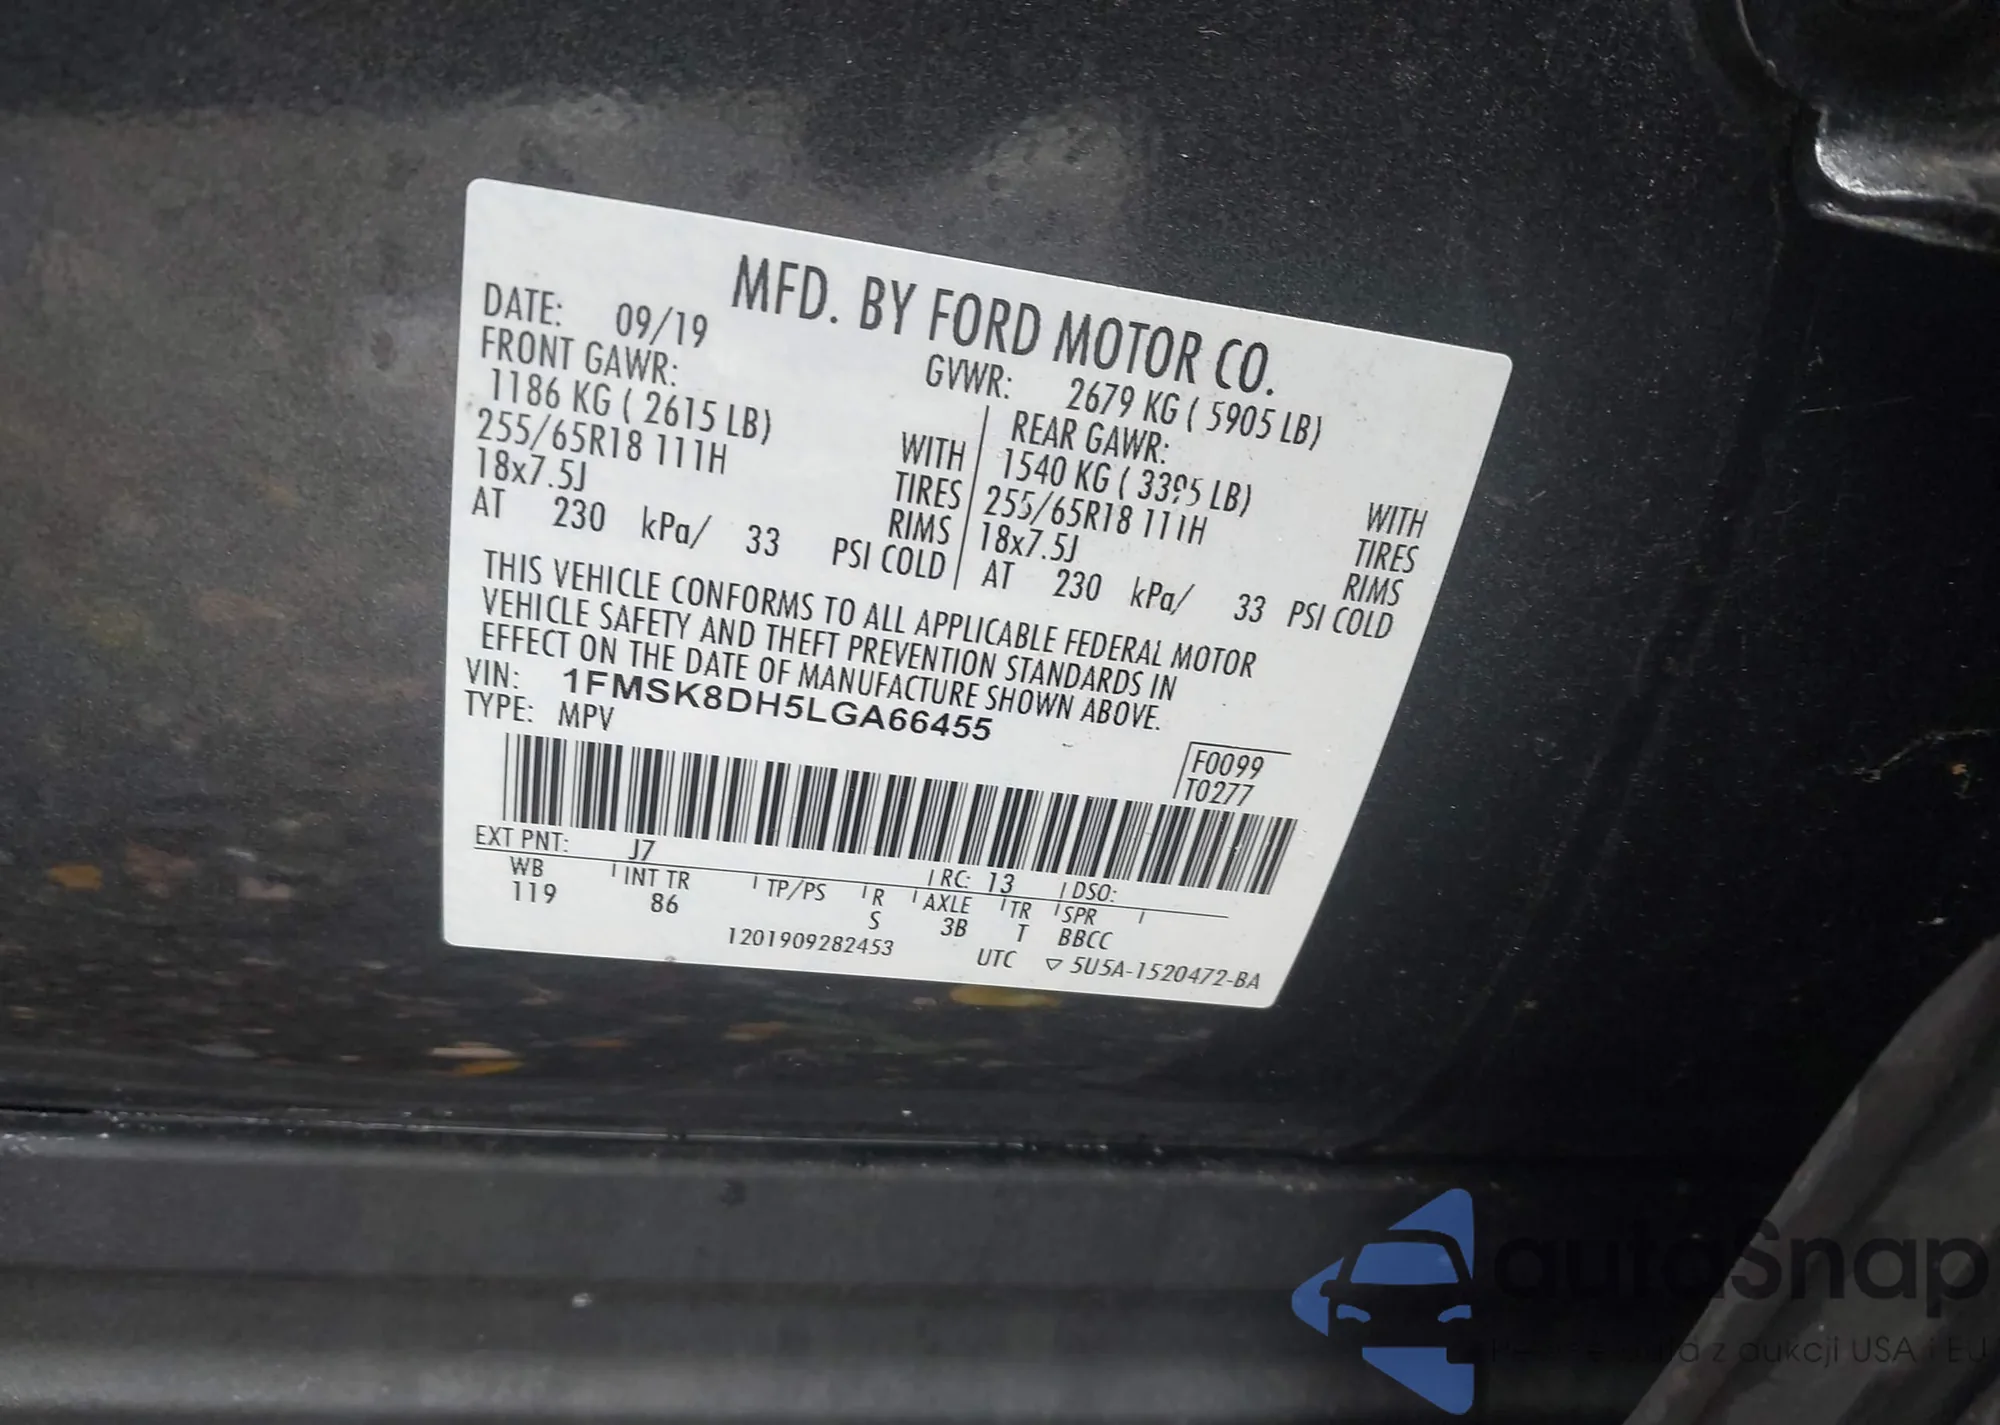 MFD. BY FORD MOTOR CO.
DATE: 09/19 GVWR: 2679 KG ( 5905 LB)
FRONT GAWR: REAR GAWR:
1186 KG ( 2615 LB) WITH 1540 KG ( 3395 LB) WITH
255/65R18 111H TIRES 255/65R18 111H TIRES
18x7.5J RIMS 18x7.5J RIMS
AT 230 kPa/ 33 PSI COLD AT 230 kPa/ 33 PSI COLD
THIS VEHICLE CONFORMS TO ALL APPLICABLE FEDERAL MOTOR
VEHICLE SAFETY AND THEFT PREVENTION STANDARDS IN
EFFECT ON THE DATE OF MANUFACTURE SHOWN ABOVE.
VIN: 1FMSK8DH5LGA66455
TYPE: MPV
F0099
T0277
EXT PNT: J7 RC: 13 DSO:
WB INT TR TP/PS R AXLE TR SPR
119 86 S 3B T BBCC
1201909282453 UTC ▽ 5U5A-1520472-BA
autaSnap
z aukcji USA i EU